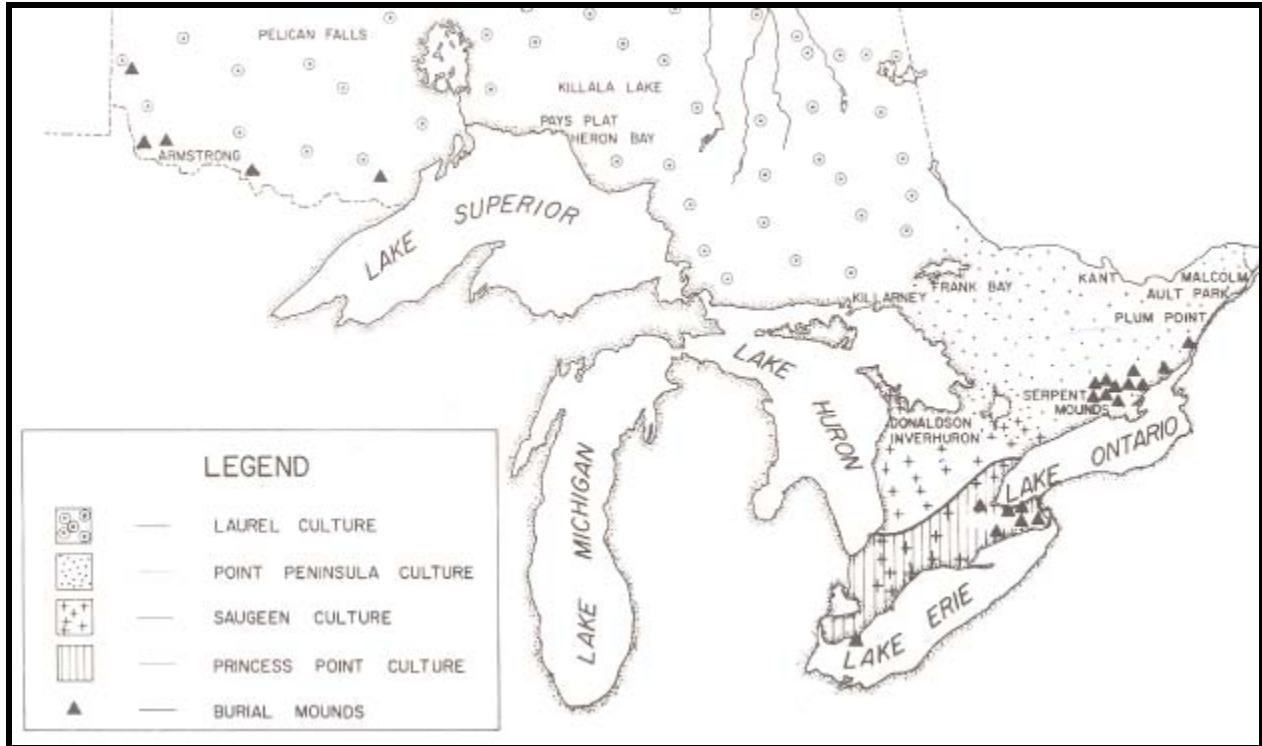 PELICAN FALLS
KILLALA LAKE
PAYS PLAT
HERON BAY
ARMSTRONG
LAKE SUPERIOR
KILLARNEY
FRANK BAY
KANT
MALCOLM
AULT PARK
PLUM POINT
LAKE HURON
SERPENT
MOUNDS
DONALDSON
INVERHURON
LAKE ONTARIO
LAKE MICHIGAN
LAKE ERIE
LEGEND
— LAUREL CULTURE
— POINT PENINSULA CULTURE
— SAUGEEN CULTURE
— PRINCESS POINT CULTURE
— BURIAL MOUNDS